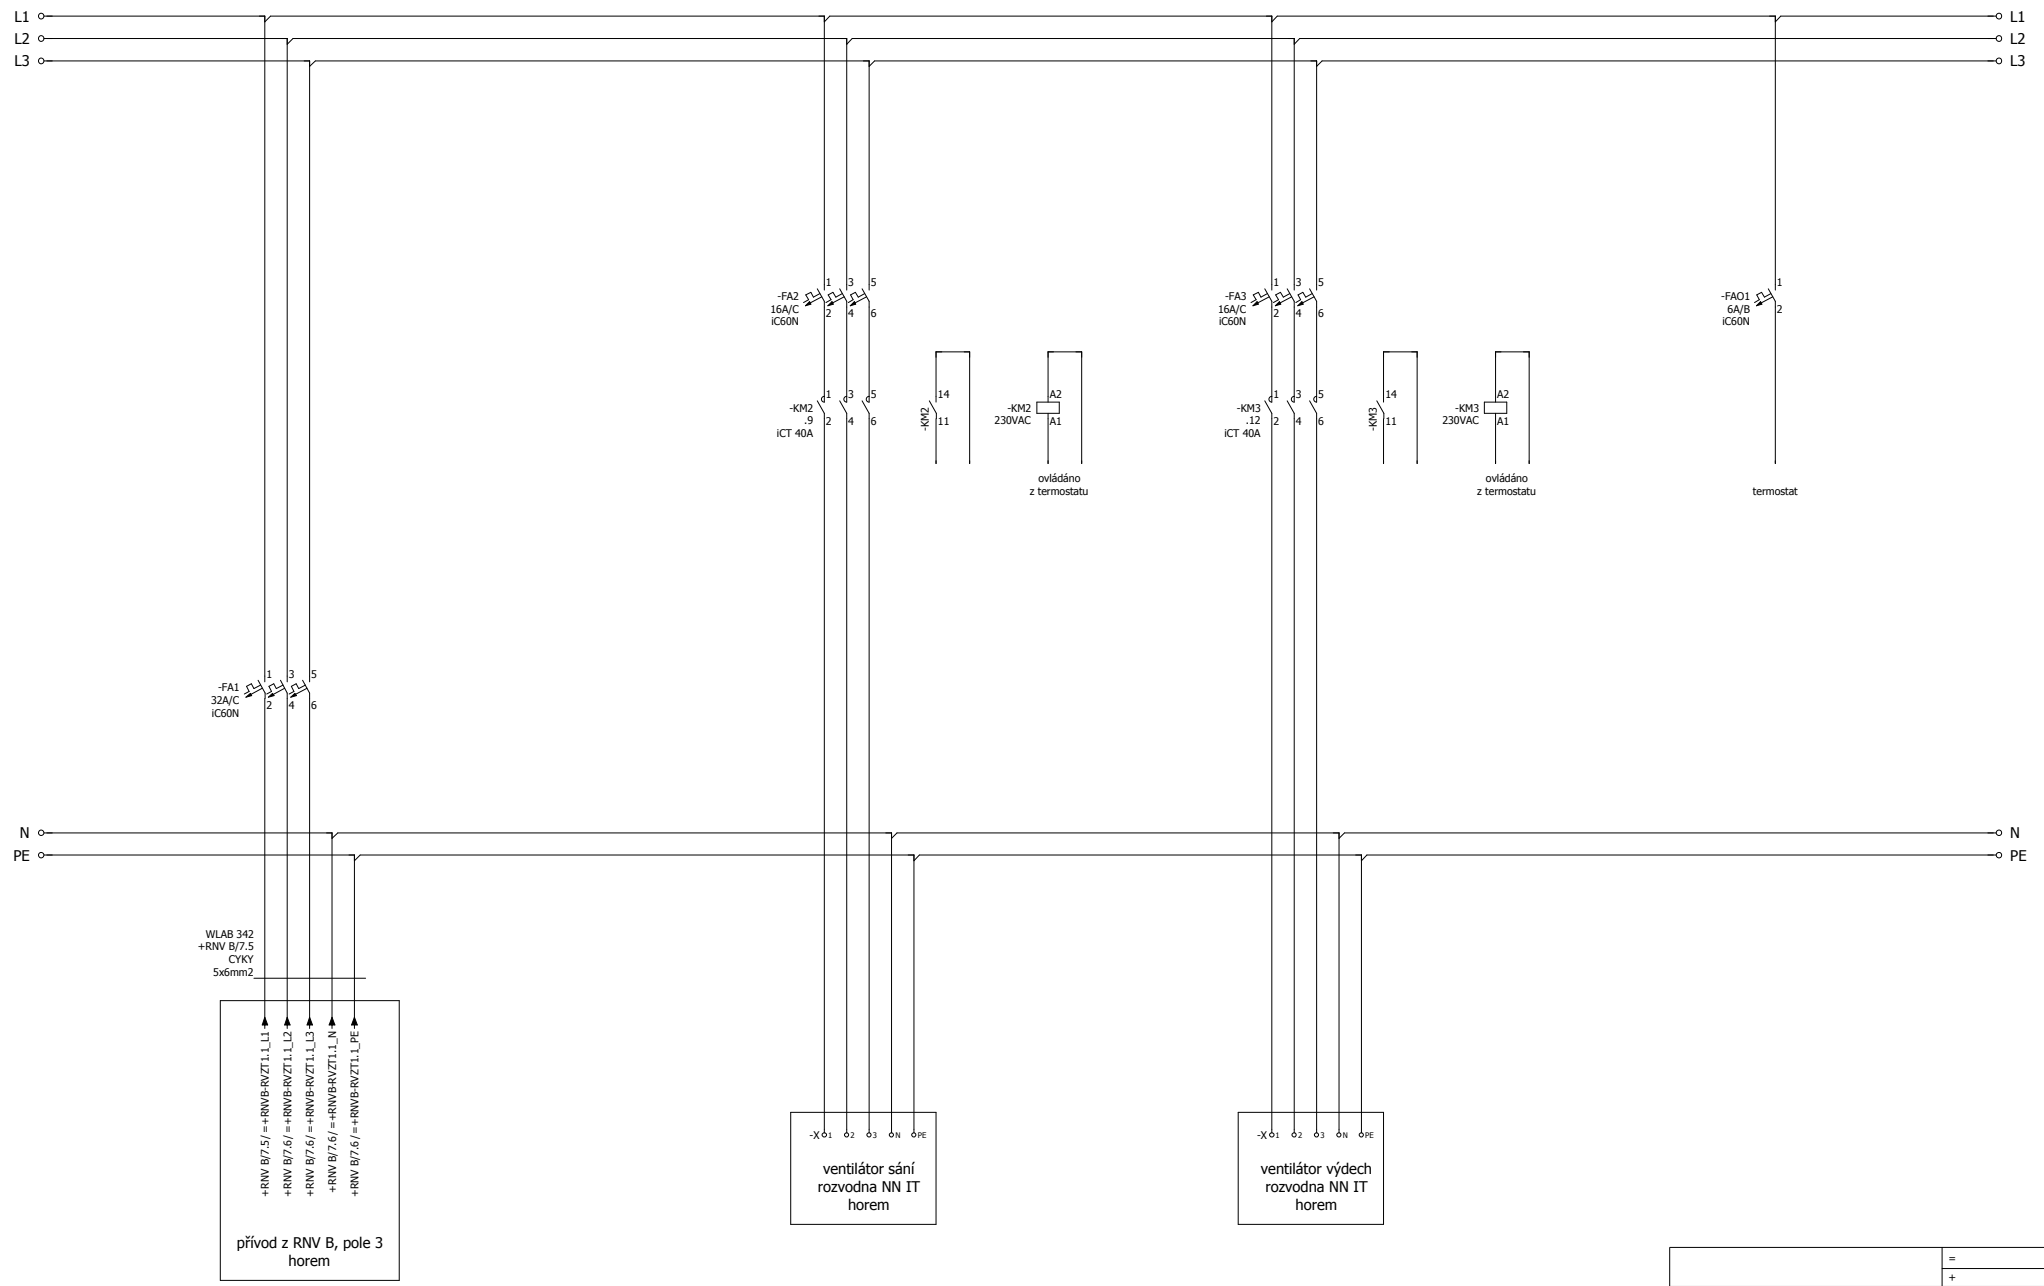 L1
L1
L2
L2
L3
L3
-FA2
16A/C
iC60N
1
3
5
2
4
6
-FA3
16A/C
iC60N
1
3
5
2
4
6
-FAO1
6A/B
iC60N
1
2
-KM2
.9
iCT 40A
1
3
5
2
4
6
-KM2
14
11
-KM2
230VAC
A2
A1
ovládáno
z termostatu
-KM3
.12
iCT 40A
1
3
5
2
4
6
-KM3
14
11
-KM3
230VAC
A2
A1
ovládáno
z termostatu
termostat
-FA1
32A/C
iC60N
1
3
5
2
4
6
N
N
PE
PE
WLAB 342
+RNV B/7.5
CYKY
5x6mm2
+RNV B/7.5/ =+RNVB-RVZT1.1_L1
+RNV B/7.6/ =+RNVB-RVZT1.1_L2
+RNV B/7.6/ =+RNVB-RVZT1.1_L3
+RNV B/7.6/ =+RNVB-RVZT1.1_N
+RNV B/7.6/ =+RNVB-RVZT1.1_PE
přívod z RNV B, pole 3
horem
-X 1 2 3 N PE
ventilátor sání
rozvodna NN IT
horem
-X 1 2 3 N PE
ventilátor výdech
rozvodna NN IT
horem
=
+